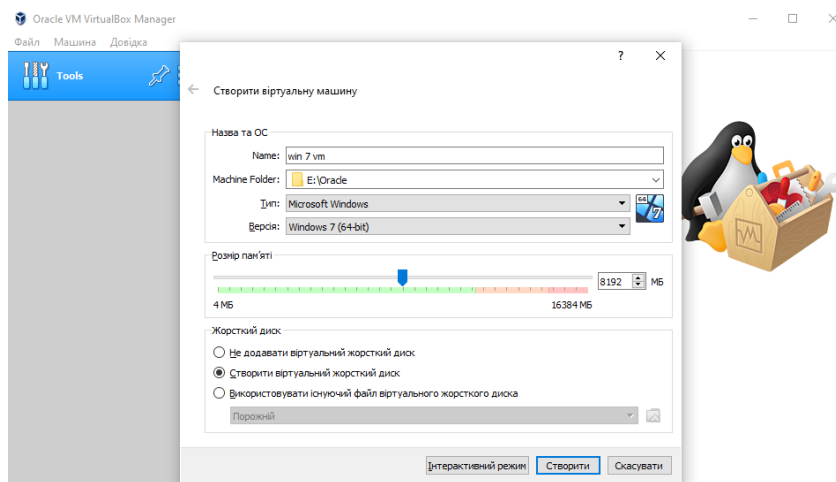 Oracle VM VirtualBox Manager
Файл Машина Довідка
Tools
?
Створити віртуальну машину
Назва та ОС
Name: win 7 vm
Machine Folder: E:\Oracle
Тип: Microsoft Windows
64
7
Версія: Windows 7 (64-bit)
Розмір пам'яті
8192 МБ
4 МБ 16384 МБ
Жорсткий диск
Не додавати віртуальний жорсткий диск
Створити віртуальний жорсткий диск
Використовувати існуючий файл віртуального жорсткого диска
Порожній
Інтерактивний режим Створити Скасувати